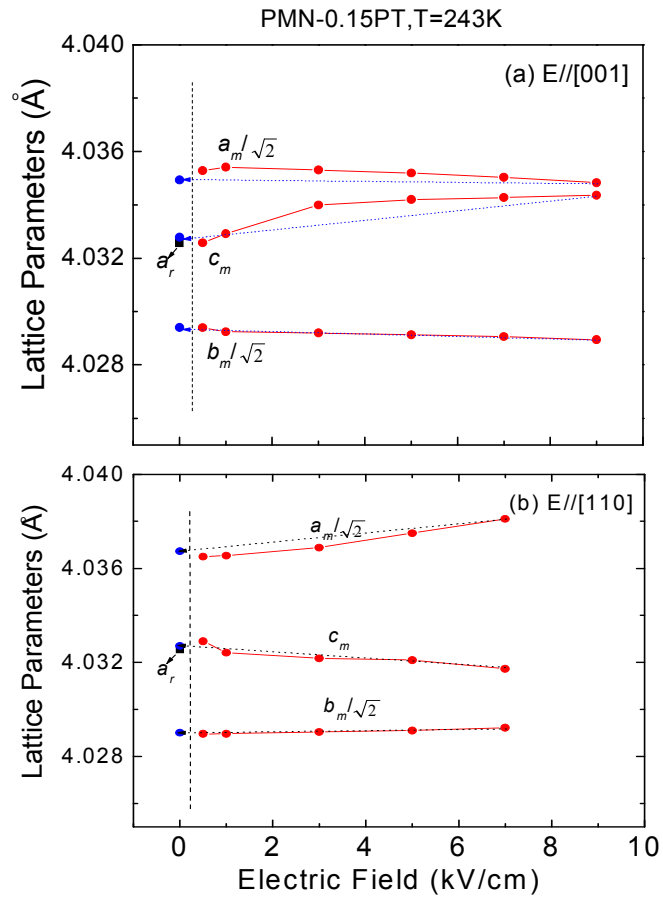 PMN-0.15PT,T=243K
4.040
(a) E//[001]
a_m/√2
4.036
4.032
a_r
c_m
b_m/√2
4.028
Lattice Parameters (Å)
4.040
(b) E//[110]
a_m/√2
4.036
c_m
4.032
a_r
b_m/√2
4.028
Lattice Parameters (Å)
0 2 4 6 8 10
Electric Field (kV/cm)